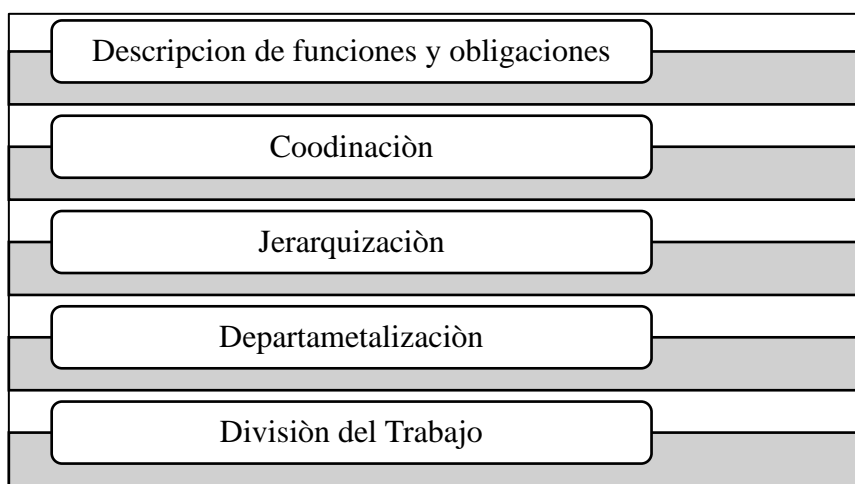 Descripcion de funciones y obligaciones
Coodinaciòn
Jerarquizaciòn
Departametalizaciòn
Divisiòn del Trabajo